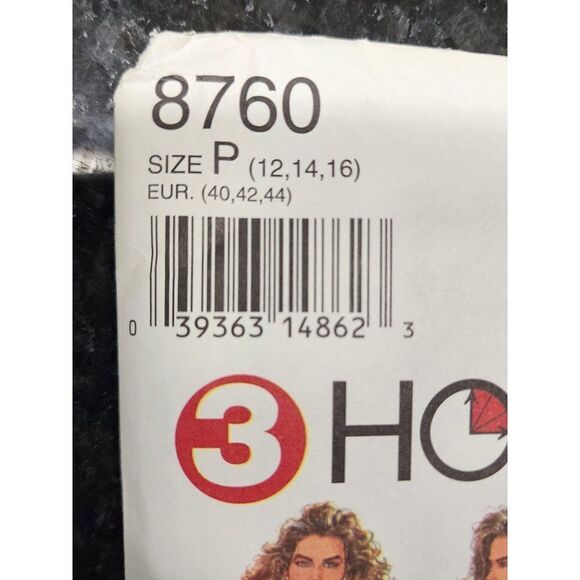 8760
SIZE P (12,14,16)
EUR. (40,42,44)
0 39363 14862 3
3 HO